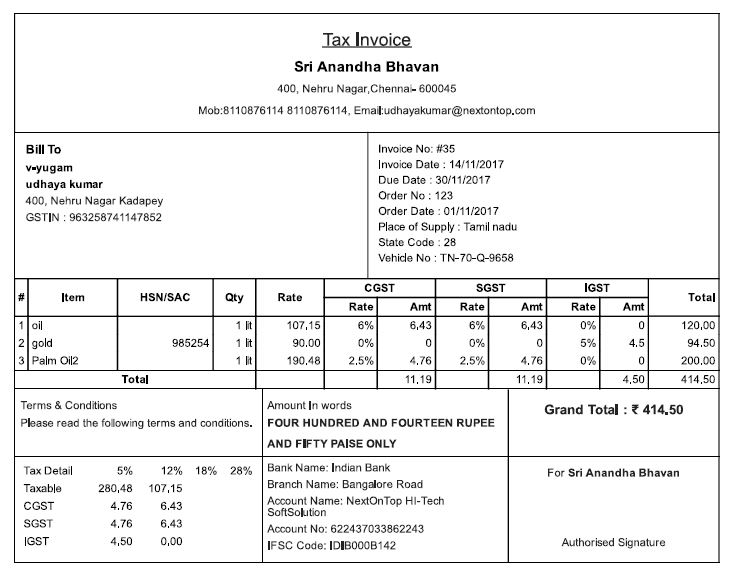 Tax Invoice
Sri Anandha Bhavan
400, Nehru Nagar,Chennai- 600045
Mob:8110876114 8110876114, Email:udhayakumar@nextontop.com
Bill To
v-yugam
udhaya kumar
400, Nehru Nagar Kadapey
GSTIN : 963258741147852
Invoice No: #35
Invoice Date : 14/11/2017
Due Date : 30/11/2017
Order No : 123
Order Date : 01/11/2017
Place of Supply : Tamil nadu
State Code : 28
Vehicle No : TN-70-Q-9658
# Item HSN/SAC Qty Rate CGST SGST IGST Total
Rate Amt Rate Amt Rate Amt
1 oil 1 lit 107.15 6% 6.43 6% 6.43 0% 0 120.00
2 gold 985254 1 lit 90.00 0% 0 0% 0 5% 4.5 94.50
3 Palm Oil2 1 lit 190.48 2.5% 4.76 2.5% 4.76 0% 0 200.00
Total 11.19 11.19 4.50 414.50
Terms & Conditions
Please read the following terms and conditions.
Amount In words
FOUR HUNDRED AND FOURTEEN RUPEE
AND FIFTY PAISE ONLY
Grand Total : ₹ 414.50
Tax Detail 5% 12% 18% 28%
Taxable 280.48 107.15
CGST 4.76 6.43
SGST 4.76 6.43
IGST 4.50 0.00
Bank Name: Indian Bank
Branch Name: Bangalore Road
Account Name: NextOnTop HI-Tech
SoftSolution
Account No: 622437033862243
IFSC Code: IDIB000B142
For Sri Anandha Bhavan
Authorised Signature